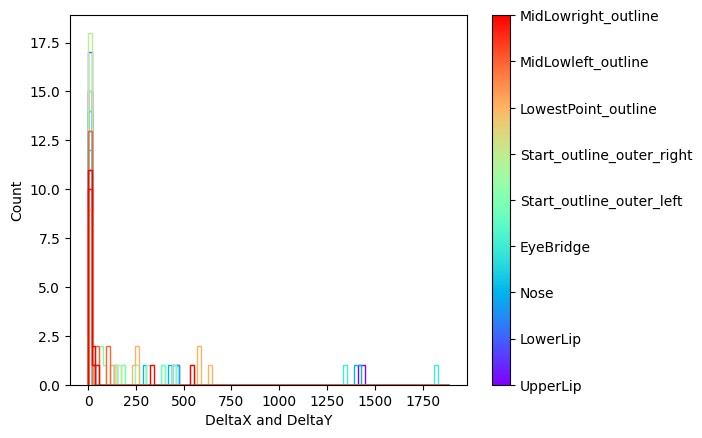 17.5
15.0
12.5
10.0
7.5
5.0
2.5
0.0
Count
0
250
500
750
1000
1250
1500
1750
DeltaX and DeltaY
MidLowright_outline
MidLowleft_outline
LowestPoint_outline
Start_outline_outer_right
Start_outline_outer_left
EyeBridge
Nose
LowerLip
UpperLip